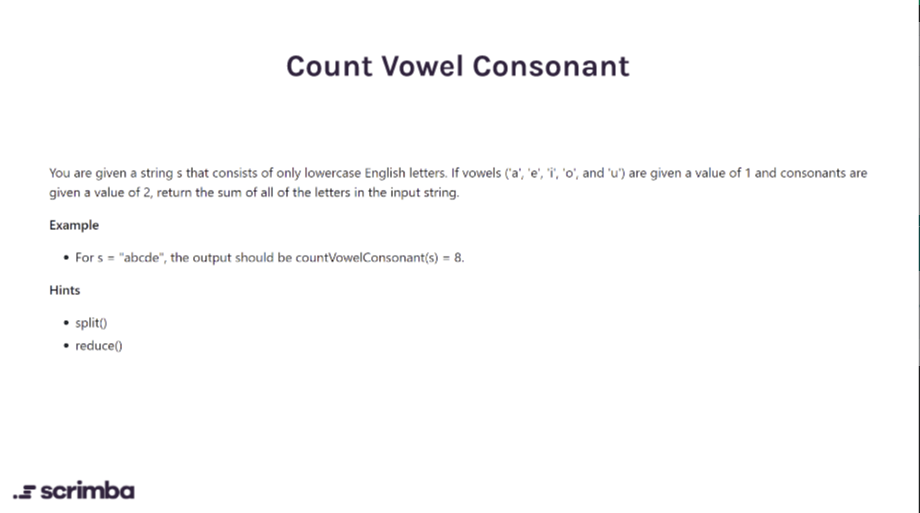 Count Vowel Consonant
You are given a string s that consists of only lowercase English letters. If vowels ('a', 'e', 'i', 'o', and 'u') are given a value of 1 and consonants are
given a value of 2, return the sum of all of the letters in the input string.
Example
• For s = "abcde", the output should be countVowelConsonant(s) = 8.
Hints
• split()
• reduce()
scrimba